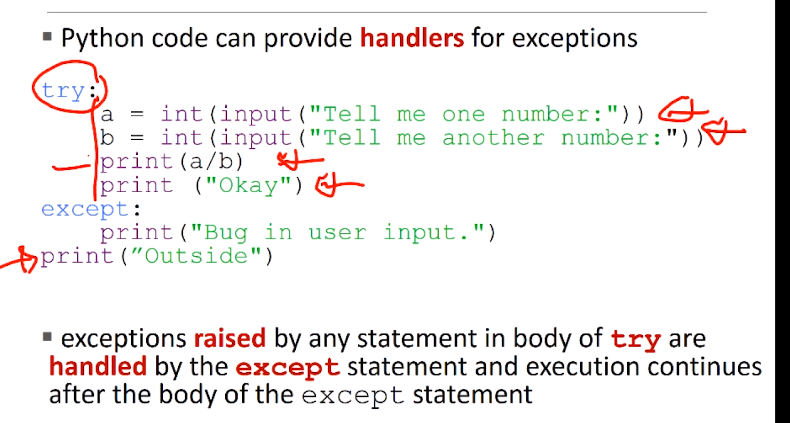 ▪ Python code can provide handlers for exceptions
try:
    a = int(input("Tell me one number:"))
    b = int(input("Tell me another number:"))
    print(a/b)
    print ("Okay")
except:
    print("Bug in user input.")
print(”Outside")
▪ exceptions raised by any statement in body of try are
handled by the except statement and execution continues
after the body of the except statement